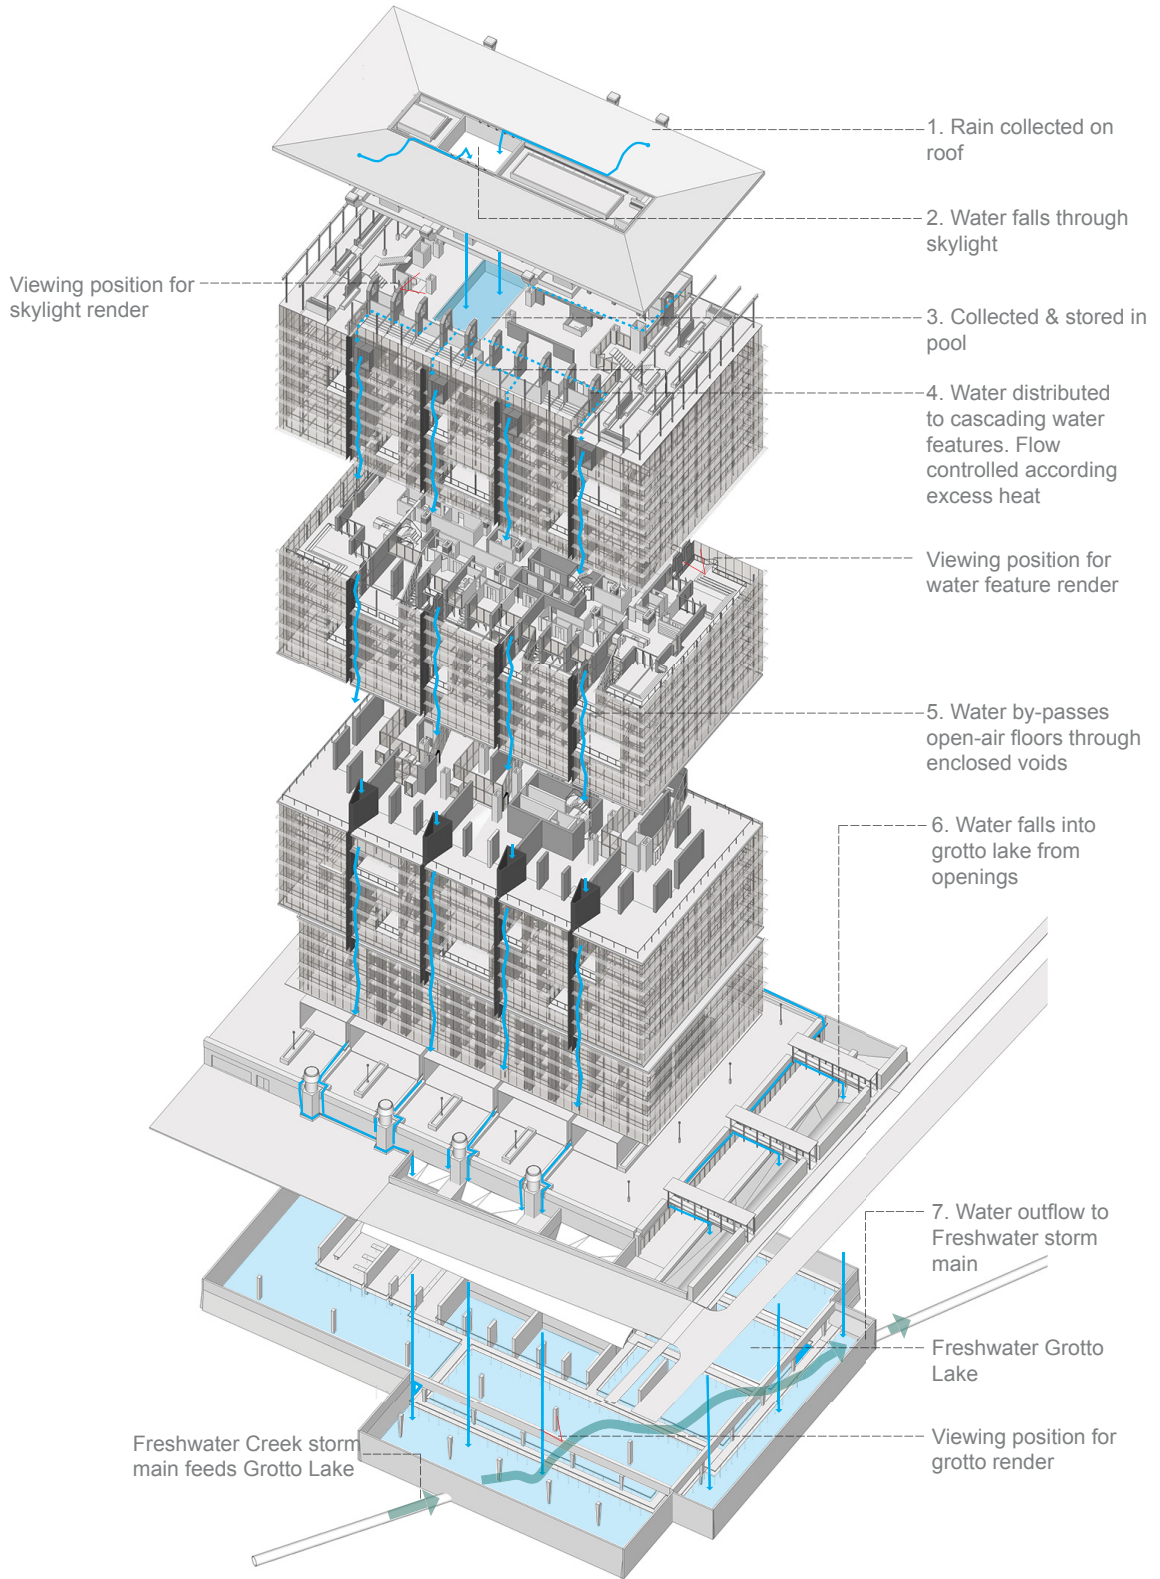 1. Rain collected on
roof
2. Water falls through
skylight
Viewing position for
skylight render
3. Collected & stored in
pool
4. Water distributed
to cascading water
features. Flow
controlled according
excess heat
Viewing position for
water feature render
5. Water by-passes
open-air floors through
enclosed voids
6. Water falls into
grotto lake from
openings
7. Water outflow to
Freshwater storm
main
Freshwater Grotto
Lake
Viewing position for
grotto render
Freshwater Creek storm
main feeds Grotto Lake